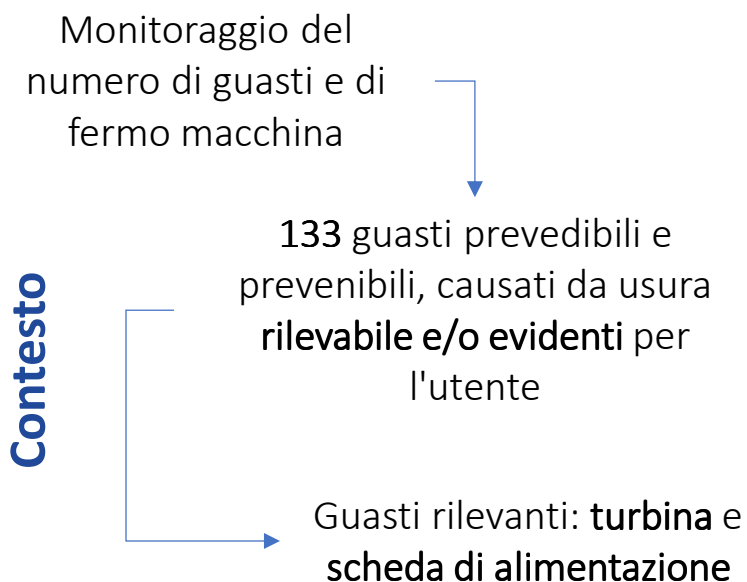 Monitoraggio del
numero di guasti e di
fermo macchina
133 guasti prevedibili e
prevenibili, causati da usura
rilevabile e/o evidenti per
l'utente
Contesto
Guasti rilevanti: turbina e
scheda di alimentazione